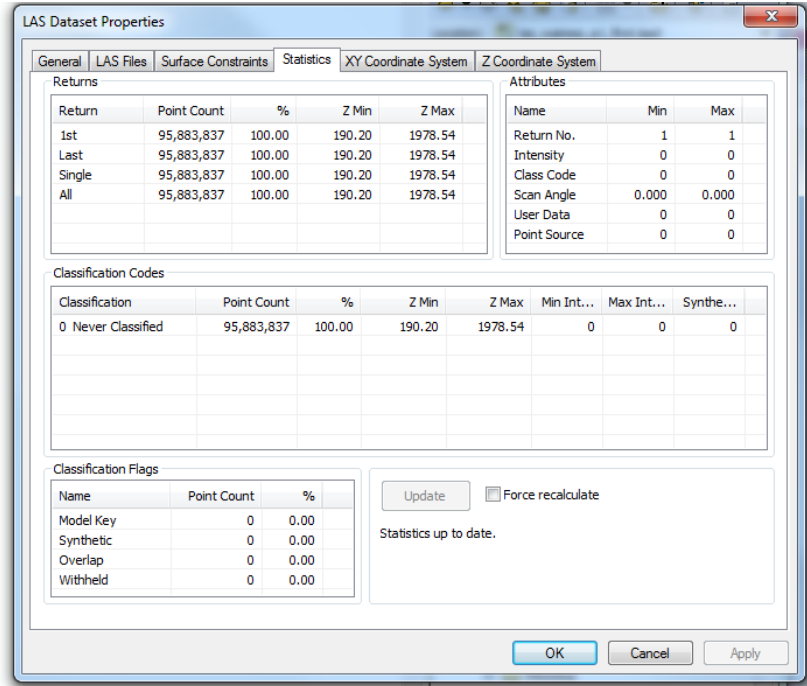 LAS Dataset Properties
General LAS Files Surface Constraints Statistics XY Coordinate System Z Coordinate System
Returns
Return Point Count % Z Min Z Max
1st 95,883,837 100.00 190.20 1978.54
Last 95,883,837 100.00 190.20 1978.54
Single 95,883,837 100.00 190.20 1978.54
All 95,883,837 100.00 190.20 1978.54
Attributes
Name Min Max
Return No. 1 1
Intensity 0 0
Class Code 0 0
Scan Angle 0.000 0.000
User Data 0 0
Point Source 0 0
Classification Codes
Classification Point Count % Z Min Z Max Min Int... Max Int... Synthe...
0 Never Classified 95,883,837 100.00 190.20 1978.54 0 0 0
Classification Flags
Name Point Count %
Model Key 0 0.00
Synthetic 0 0.00
Overlap 0 0.00
Withheld 0 0.00
Update Force recalculate
Statistics up to date.
OK Cancel Apply